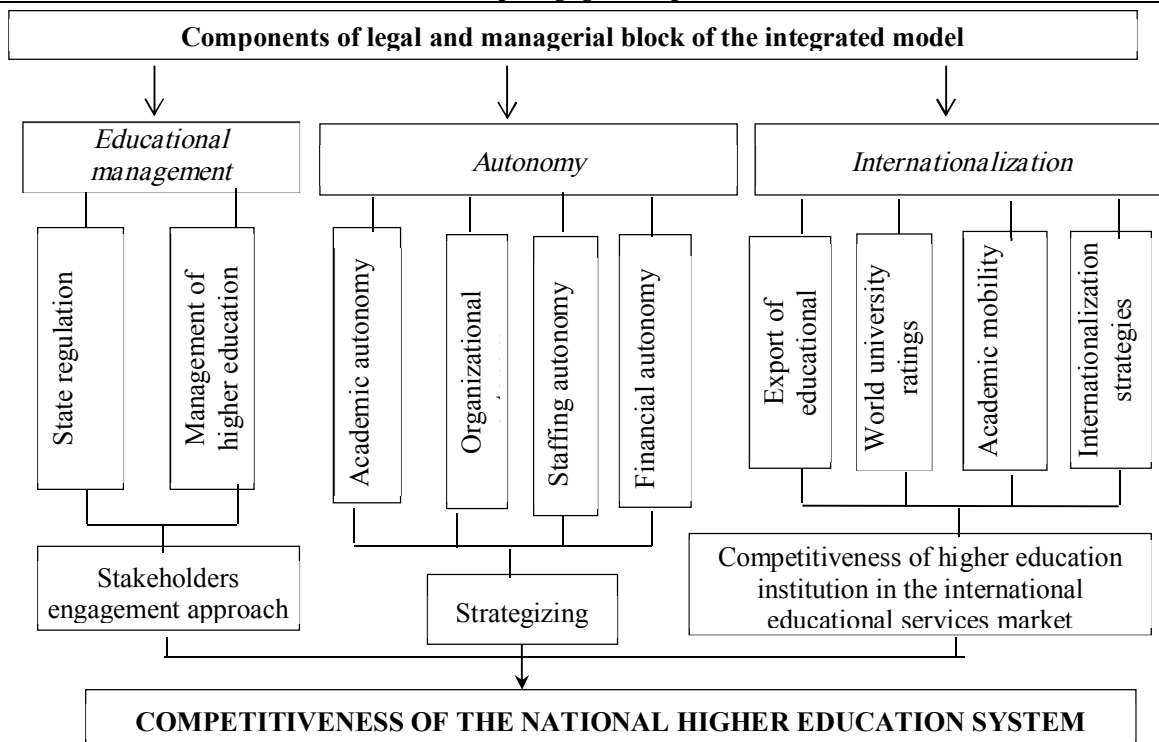 Components of legal and managerial block of the integrated model
Educational
management
Autonomy
Internationalization
State regulation
Management of
higher education
Academic autonomy
Organizational
Staffing autonomy
Financial autonomy
Export of
educational
World university
ratings
Academic mobility
Internationalization
strategies
Stakeholders
engagement approach
Strategizing
Competitiveness of higher education
institution in the international
educational services market
COMPETITIVENESS OF THE NATIONAL HIGHER EDUCATION SYSTEM